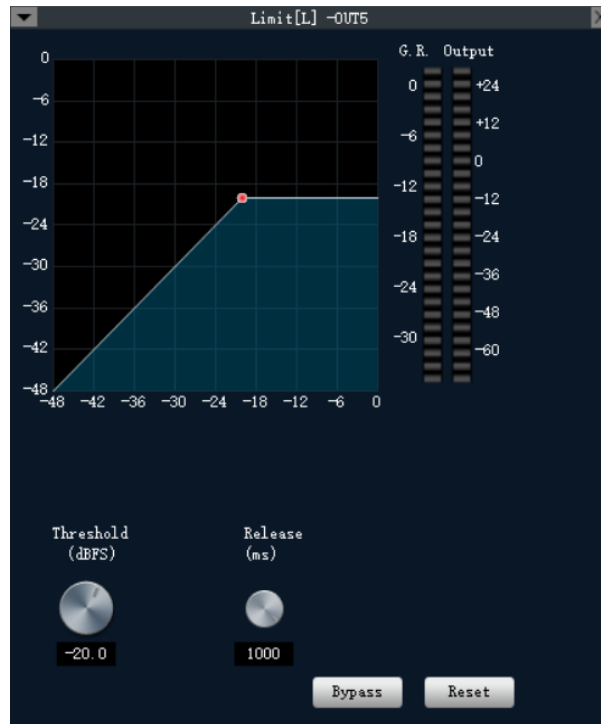 Limit[L] -OUT5
G.R. Output
0
-6
-12
-18
-24
-30
-36
-42
-48
-48 -42 -36 -30 -24 -18 -12 -6 0
0
-6
-12
-18
-24
-30
+24
+12
0
-12
-24
-36
-48
-60
Threshold
(dBFS)
-20.0
Release
(ms)
1000
Bypass
Reset